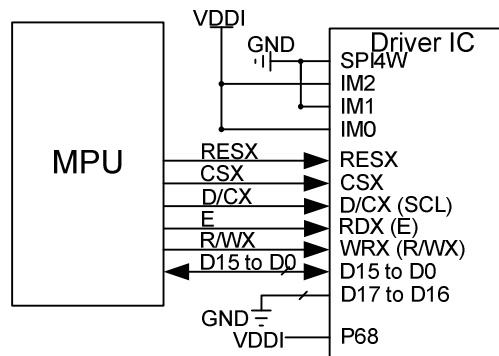 VDDI
GND
Driver IC
SPI4W
IM2
IM1
IM0
MPU
RESX
RESX
CSX
CSX
D/CX
D/CX (SCL)
E
RDX (E)
R/WX
WRX (R/WX)
D15 to D0
D15 to D0
D17 to D16
GND
VDDI
P68